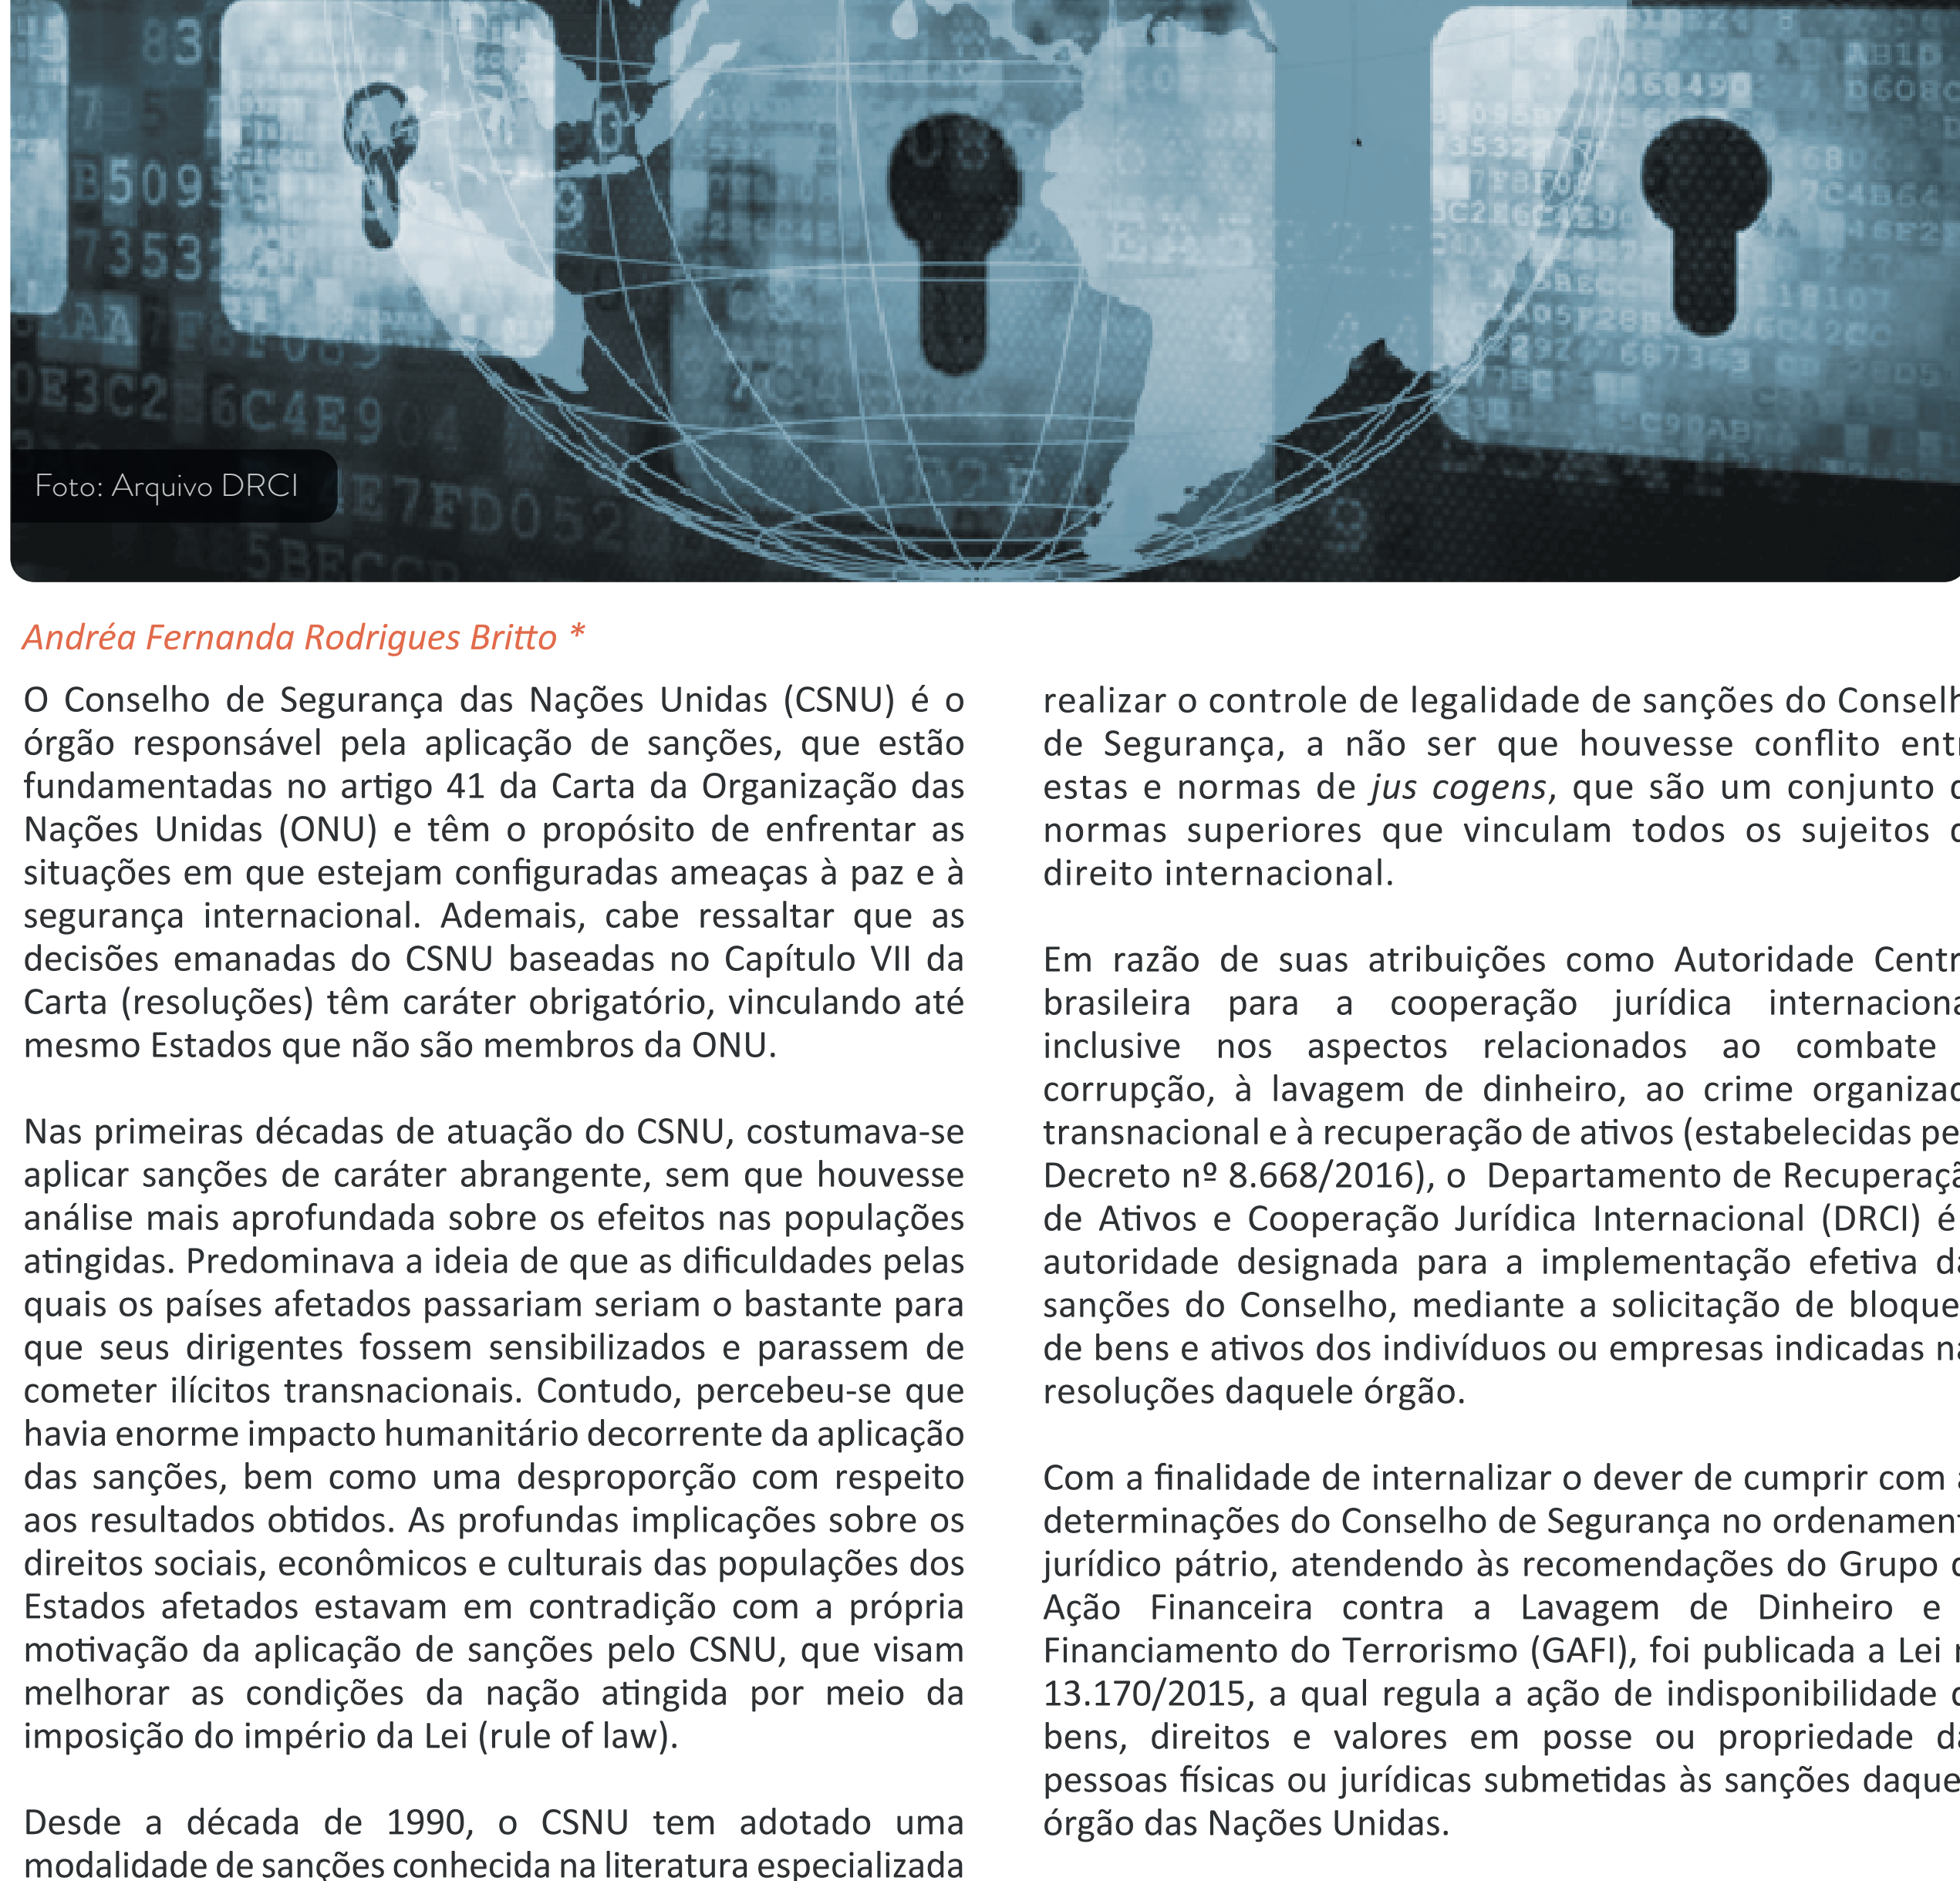 Foto: Arquivo DRCI
Andréa Fernanda Rodrigues Britto *
O Conselho de Segurança das Nações Unidas (CSNU) é o
órgão responsável pela aplicação de sanções, que estão
fundamentadas no artigo 41 da Carta da Organização das
Nações Unidas (ONU) e têm o propósito de enfrentar as
situações em que estejam configuradas ameaças à paz e à
segurança internacional. Ademais, cabe ressaltar que as
decisões emanadas do CSNU baseadas no Capítulo VII da
Carta (resoluções) têm caráter obrigatório, vinculando até
mesmo Estados que não são membros da ONU.
Nas primeiras décadas de atuação do CSNU, costumava-se
aplicar sanções de caráter abrangente, sem que houvesse
análise mais aprofundada sobre os efeitos nas populações
atingidas. Predominava a ideia de que as dificuldades pelas
quais os países afetados passariam seriam o bastante para
que seus dirigentes fossem sensibilizados e parassem de
cometer ilícitos transnacionais. Contudo, percebeu-se que
havia enorme impacto humanitário decorrente da aplicação
das sanções, bem como uma desproporção com respeito
aos resultados obtidos. As profundas implicações sobre os
direitos sociais, econômicos e culturais das populações dos
Estados afetados estavam em contradição com a própria
motivação da aplicação de sanções pelo CSNU, que visam
melhorar as condições da nação atingida por meio da
imposição do império da Lei (rule of law).
Desde a década de 1990, o CSNU tem adotado uma
modalidade de sanções conhecida na literatura especializada
realizar o controle de legalidade de sanções do Conselh
de Segurança, a não ser que houvesse conflito entr
estas e normas de jus cogens, que são um conjunto
normas superiores que vinculam todos os sujeitos
direito internacional.
Em razão de suas atribuições como Autoridade Centr
brasileira para a cooperação jurídica internaciona
inclusive nos aspectos relacionados ao combate
corrupção, à lavagem de dinheiro, ao crime organizad
transnacional e à recuperação de ativos (estabelecidas pe
Decreto nº 8.668/2016), o Departamento de Recuperaçã
de Ativos e Cooperação Jurídica Internacional (DRCI) é
autoridade designada para a implementação efetiva da
sanções do Conselho, mediante a solicitação de bloque
de bens e ativos dos indivíduos ou empresas indicadas na
resoluções daquele órgão.
Com a finalidade de internalizar o dever de cumprir com a
determinações do Conselho de Segurança no ordenament
jurídico pátrio, atendendo às recomendações do Grupo
Ação Financeira contra a Lavagem de Dinheiro e
Financiamento do Terrorismo (GAFI), foi publicada a Lei
13.170/2015, a qual regula a ação de indisponibilidade
bens, direitos e valores em posse ou propriedade da
pessoas físicas ou jurídicas submetidas às sanções daque
órgão das Nações Unidas.